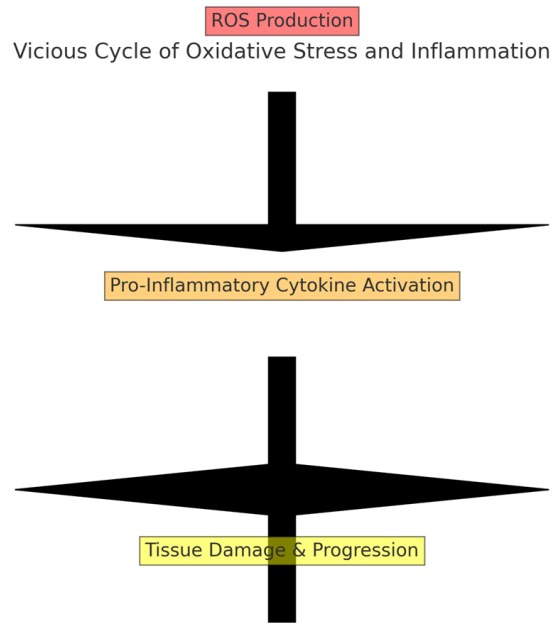 ROS Production
Vicious Cycle of Oxidative Stress and Inflammation
Pro-Inflammatory Cytokine Activation
Tissue Damage & Progression